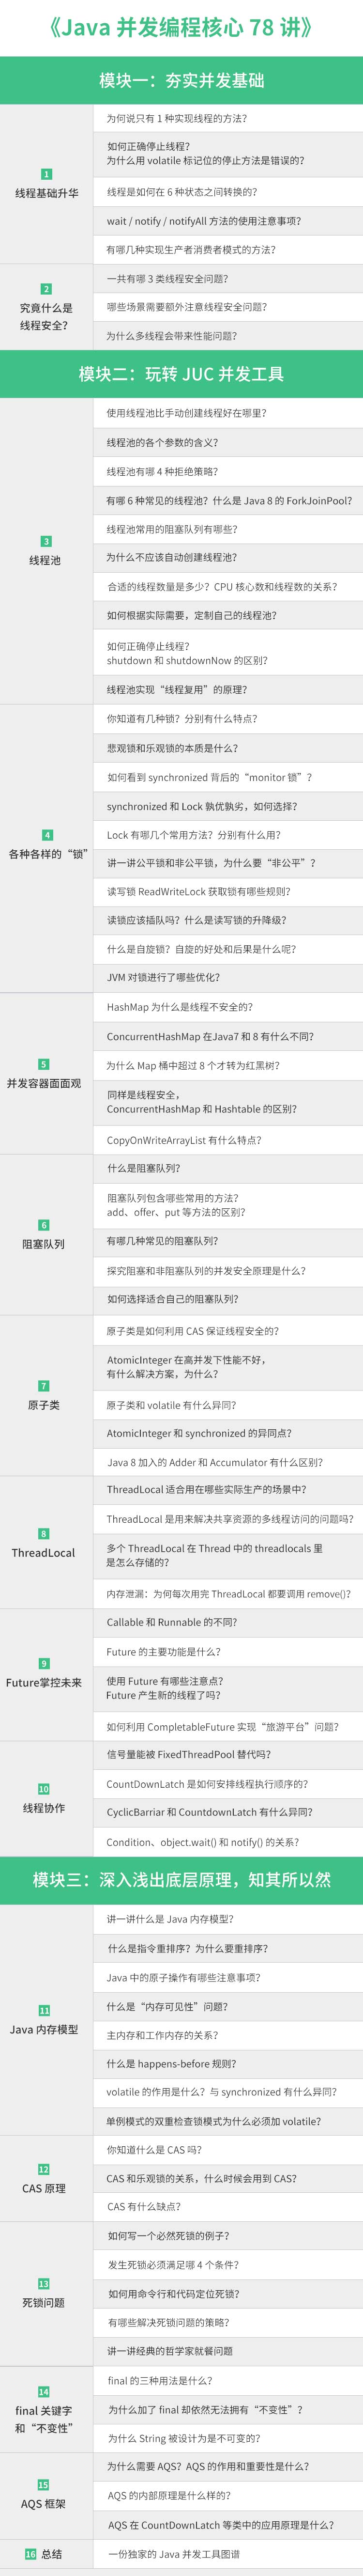 《Java 并发编程核心 78 讲》
模块一：夯实并发基础
1
线程基础升华
为何说只有 1 种实现线程的方法？
如何正确停止线程？
为什么用 volatile 标记位的停止方法是错误的？
线程是如何在 6 种状态之间转换的？
wait / notify / notifyAll 方法的使用注意事项？
有哪几种实现生产者消费者模式的方法？
2
究竟什么是
线程安全？
一共有哪 3 类线程安全问题？
哪些场景需要额外注意线程安全问题？
为什么多线程会带来性能问题？
模块二：玩转 JUC 并发工具
3
线程池
使用线程池比手动创建线程好在哪里？
线程池的各个参数的含义？
线程池有哪 4 种拒绝策略？
有哪 6 种常见的线程池？什么是 Java 8 的 ForkJoinPool？
线程池常用的阻塞队列有哪些？
为什么不应该自动创建线程池？
合适的线程数量是多少？CPU 核心数和线程数的关系？
如何根据实际需要，定制自己的线程池？
如何正确停止线程？
shutdown 和 shutdownNow 的区别？
线程池实现“线程复用”的原理？
4
各种各样的“锁”
你知道有几种锁？分别有什么特点？
悲观锁和乐观锁的本质是什么？
如何看到 synchronized 背后的“monitor 锁”？
synchronized 和 Lock 孰优孰劣，如何选择？
Lock 有哪几个常用方法？分别有什么用？
讲一讲公平锁和非公平锁，为什么要“非公平”？
读写锁 ReadWriteLock 获取锁有哪些规则？
读锁应该插队吗？什么是读写锁的升降级？
什么是自旋锁？自旋的好处和后果是什么呢？
JVM 对锁进行了哪些优化？
5
并发容器面面观
HashMap 为什么是线程不安全的？
ConcurrentHashMap 在Java7 和 8 有什么不同？
为什么 Map 桶中超过 8 个才转为红黑树？
同样是线程安全，
ConcurrentHashMap 和 Hashtable 的区别？
CopyOnWriteArrayList 有什么特点？
6
阻塞队列
什么是阻塞队列？
阻塞队列包含哪些常用的方法？
add、offer、put 等方法的区别？
有哪几种常见的阻塞队列？
探究阻塞和非阻塞队列的并发安全原理是什么？
如何选择适合自己的阻塞队列？
7
原子类
原子类是如何利用 CAS 保证线程安全的？
AtomicInteger 在高并发下性能不好，
有什么解决方案，为什么？
原子类和 volatile 有什么异同？
AtomicInteger 和 synchronized 的异同点？
Java 8 加入的 Adder 和 Accumulator 有什么区别？
8
ThreadLocal
ThreadLocal 适合用在哪些实际生产的场景中？
ThreadLocal 是用来解决共享资源的多线程访问的问题吗？
多个 ThreadLocal 在 Thread 中的 threadlocals 里
是怎么存储的？
内存泄漏：为何每次用完 ThreadLocal 都要调用 remove()？
9
Future掌控未来
Callable 和 Runnable 的不同？
Future 的主要功能是什么？
使用 Future 有哪些注意点？
Future 产生新的线程了吗？
如何利用 CompletableFuture 实现“旅游平台”问题？
10
线程协作
信号量能被 FixedThreadPool 替代吗？
CountDownLatch 是如何安排线程执行顺序的？
CyclicBarriar 和 CountdownLatch 有什么异同？
Condition、object.wait() 和 notify() 的关系？
模块三：深入浅出底层原理，知其所以然
11
Java 内存模型
讲一讲什么是 Java 内存模型？
什么是指令重排序？为什么要重排序？
Java 中的原子操作有哪些注意事项？
什么是“内存可见性”问题？
主内存和工作内存的关系？
什么是 happens-before 规则？
volatile 的作用是什么？与 synchronized 有什么异同？
单例模式的双重检查锁模式为什么必须加 volatile？
12
CAS 原理
你知道什么是 CAS 吗？
CAS 和乐观锁的关系，什么时候会用到 CAS？
CAS 有什么缺点？
13
死锁问题
如何写一个必然死锁的例子？
发生死锁必须满足哪 4 个条件？
如何用命令行和代码定位死锁？
有哪些解决死锁问题的策略？
讲一讲经典的哲学家就餐问题
14
final 关键字
和“不变性”
final 的三种用法是什么？
为什么加了 final 却依然无法拥有“不变性”？
为什么 String 被设计为是不可变的？
15
AQS 框架
为什么需要 AQS？AQS 的作用和重要性是什么？
AQS 的内部原理是什么样的？
AQS 在 CountDownLatch 等类中的应用原理是什么？
16 总结
一份独家的 Java 并发工具图谱